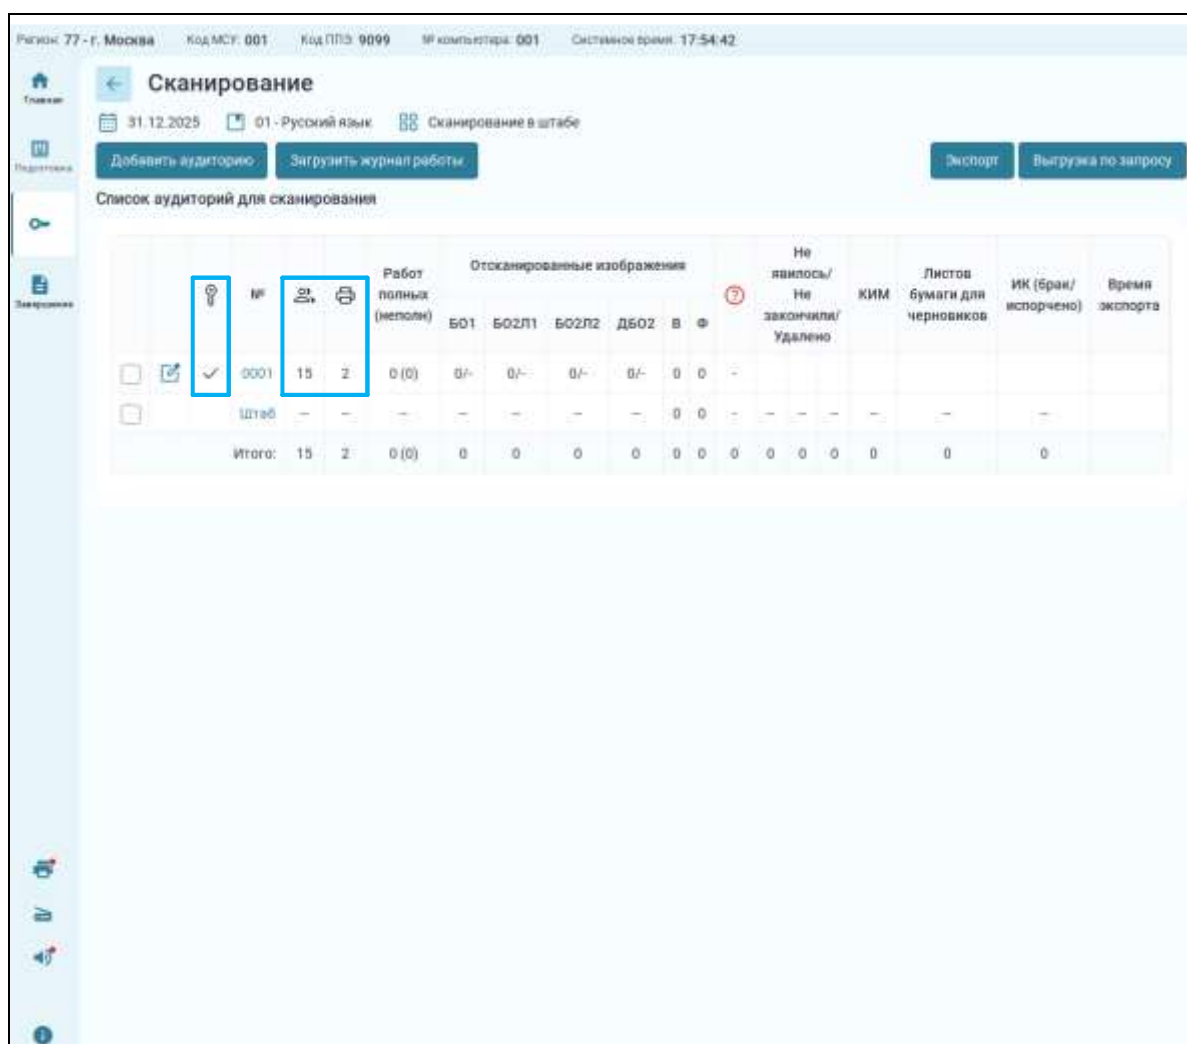 Регион: 77 - г. Москва Код МСУ: 001 Код ППЭ: 9099 № компьютера: 001 Системное время: 17:54:42
Главная
Сканирование
31.12.2025 01 - Русский язык Сканирование в штабе
Подготовка
Добавить аудиторию Загрузить журнал работы Экспорт Выгрузка по запросу
Список аудиторий для сканирования
Завершение
№ Работ полных (неполн) Отсканированные изображения Не явилось/ Не закончили/ Удалено КИМ Листов бумаги для черновиков ИК (брак/ испорчено) Время экспорта
БО1 БО2Л1 БО2Л2 ДБО2 В Ф
0001 15 2 0 (0) 0/- 0/- 0/- 0/- 0 0 -
Штаб – – – – – – – 0 0 - – – – – – –
Итого: 15 2 0 (0) 0 0 0 0 0 0 0 0 0 0 0 0 0